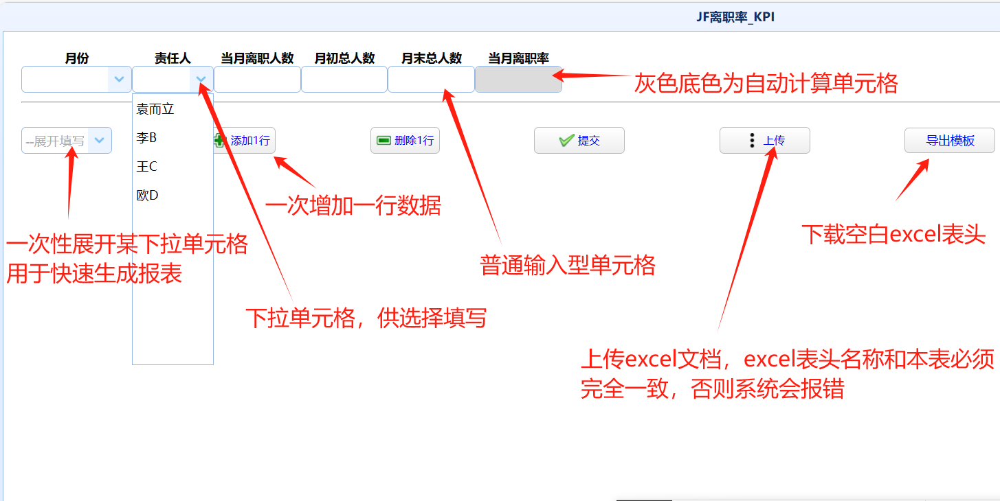 JF离职率_KPI
月份 责任人 当月离职人数 月初总人数 月末总人数 当月离职率
灰色底色为自动计算单元格
袁而立
李B
王C
欧D
--展开填写 添加1行 删除1行 提交 上传 导出模板
一次增加一行数据
下载空白excel表头
一次性展开某下拉单元格
用于快速生成报表
普通输入型单元格
下拉单元格，供选择填写
上传excel文档，excel表头名称和本表必须
完全一致，否则系统会报错